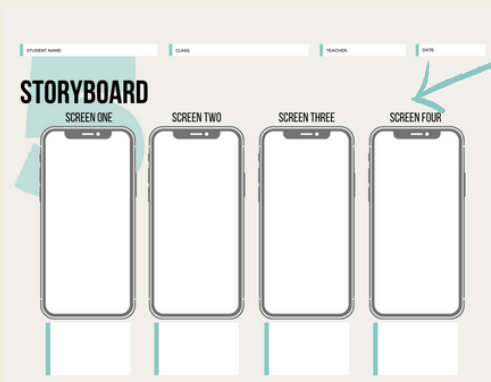 STUDENT NAME: CLASS: TEACHER: DATE:
STORYBOARD
SCREEN ONE SCREEN TWO SCREEN THREE SCREEN FOUR